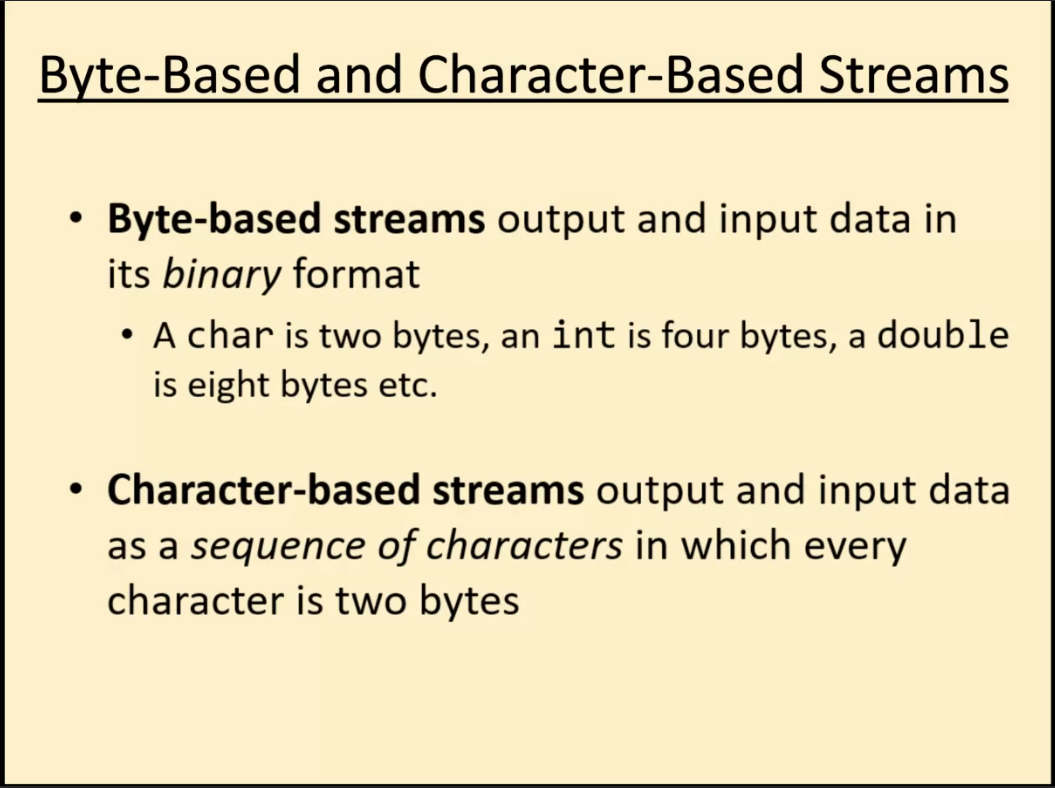 Byte-Based and Character-Based Streams
• Byte-based streams output and input data in
its binary format
• A char is two bytes, an int is four bytes, a double
is eight bytes etc.
• Character-based streams output and input data
as a sequence of characters in which every
character is two bytes